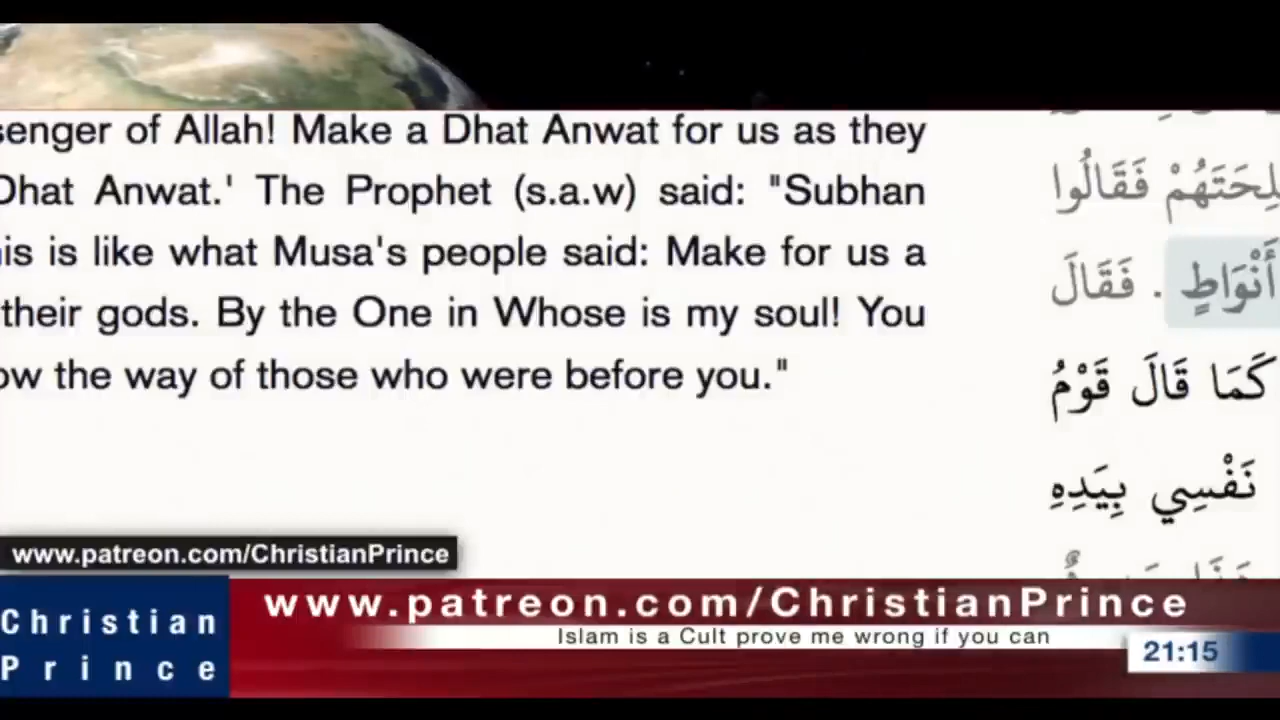 senger of Allah! Make a Dhat Anwat for us as they
Dhat Anwat.' The Prophet (s.a.w) said: "Subhan
is is like what Musa's people said: Make for us a
their gods. By the One in Whose is my soul! You
ow the way of those who were before you."
لِحَتَهُمْ فَقَالُوا
أَنْوَاطٍ . فَقَالَ
كَمَا قَالَ قَوْمُ
نَفْسِي بِيَدِهِ
www.patreon.com/ChristianPrince
Christian
Prince
www.patreon.com/ChristianPrince
Islam is a Cult prove me wrong if you can
21:15